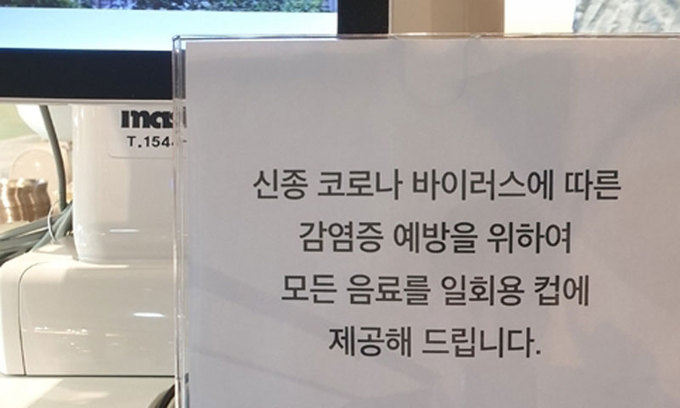 T.154
신종 코로나 바이러스에 따른
감염증 예방을 위하여
모든 음료를 일회용 컵에
제공해 드립니다.